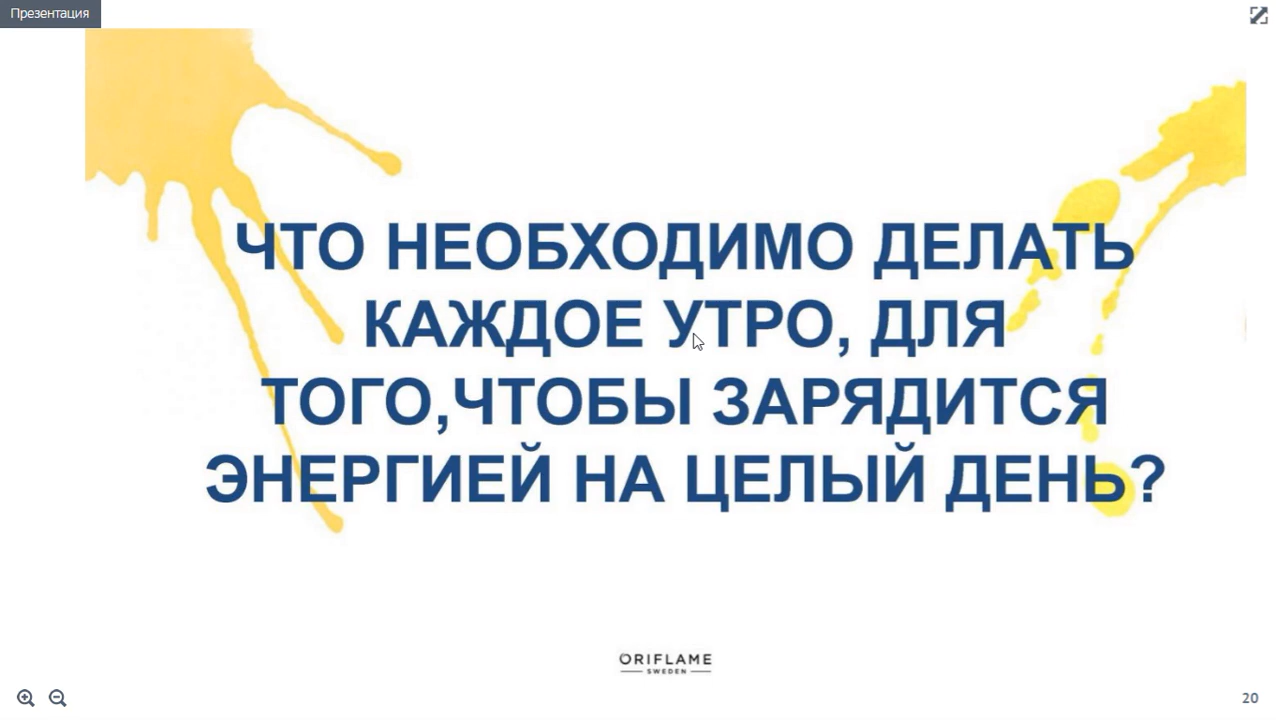 Презентация
ЧТО НЕОБХОДИМО ДЕЛАТЬ
КАЖДОЕ УТРО, ДЛЯ
ТОГО,ЧТОБЫ ЗАРЯДИТСЯ
ЭНЕРГИЕЙ НА ЦЕЛЫЙ ДЕНЬ?
ORIFLAME
SWEDEN
20